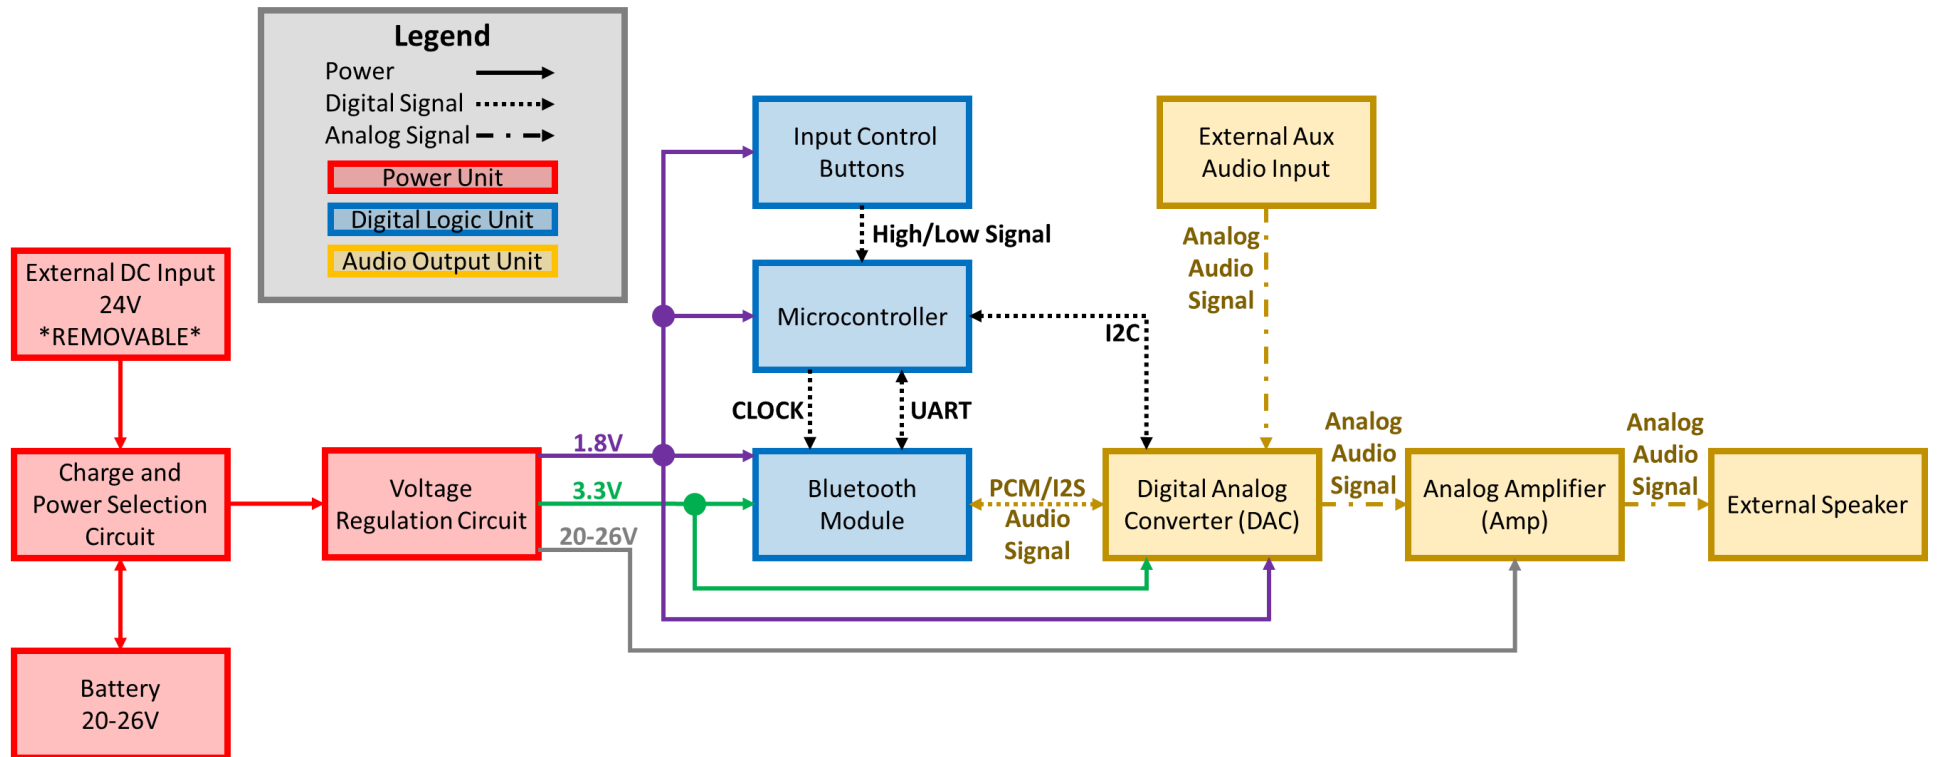 Legend
Power
Digital Signal
Analog Signal
Power Unit
Digital Logic Unit
Audio Output Unit
External DC Input
24V
*REMOVABLE*
Charge and
Power Selection
Circuit
Battery
20-26V
Voltage
Regulation Circuit
1.8V
3.3V
20-26V
Input Control
Buttons
High/Low Signal
Microcontroller
I2C
CLOCK
UART
Bluetooth
Module
PCM/I2S
Audio
Signal
External Aux
Audio Input
Analog
Audio
Signal
Digital Analog
Converter (DAC)
Analog
Audio
Signal
Analog Amplifier
(Amp)
Analog
Audio
Signal
External Speaker